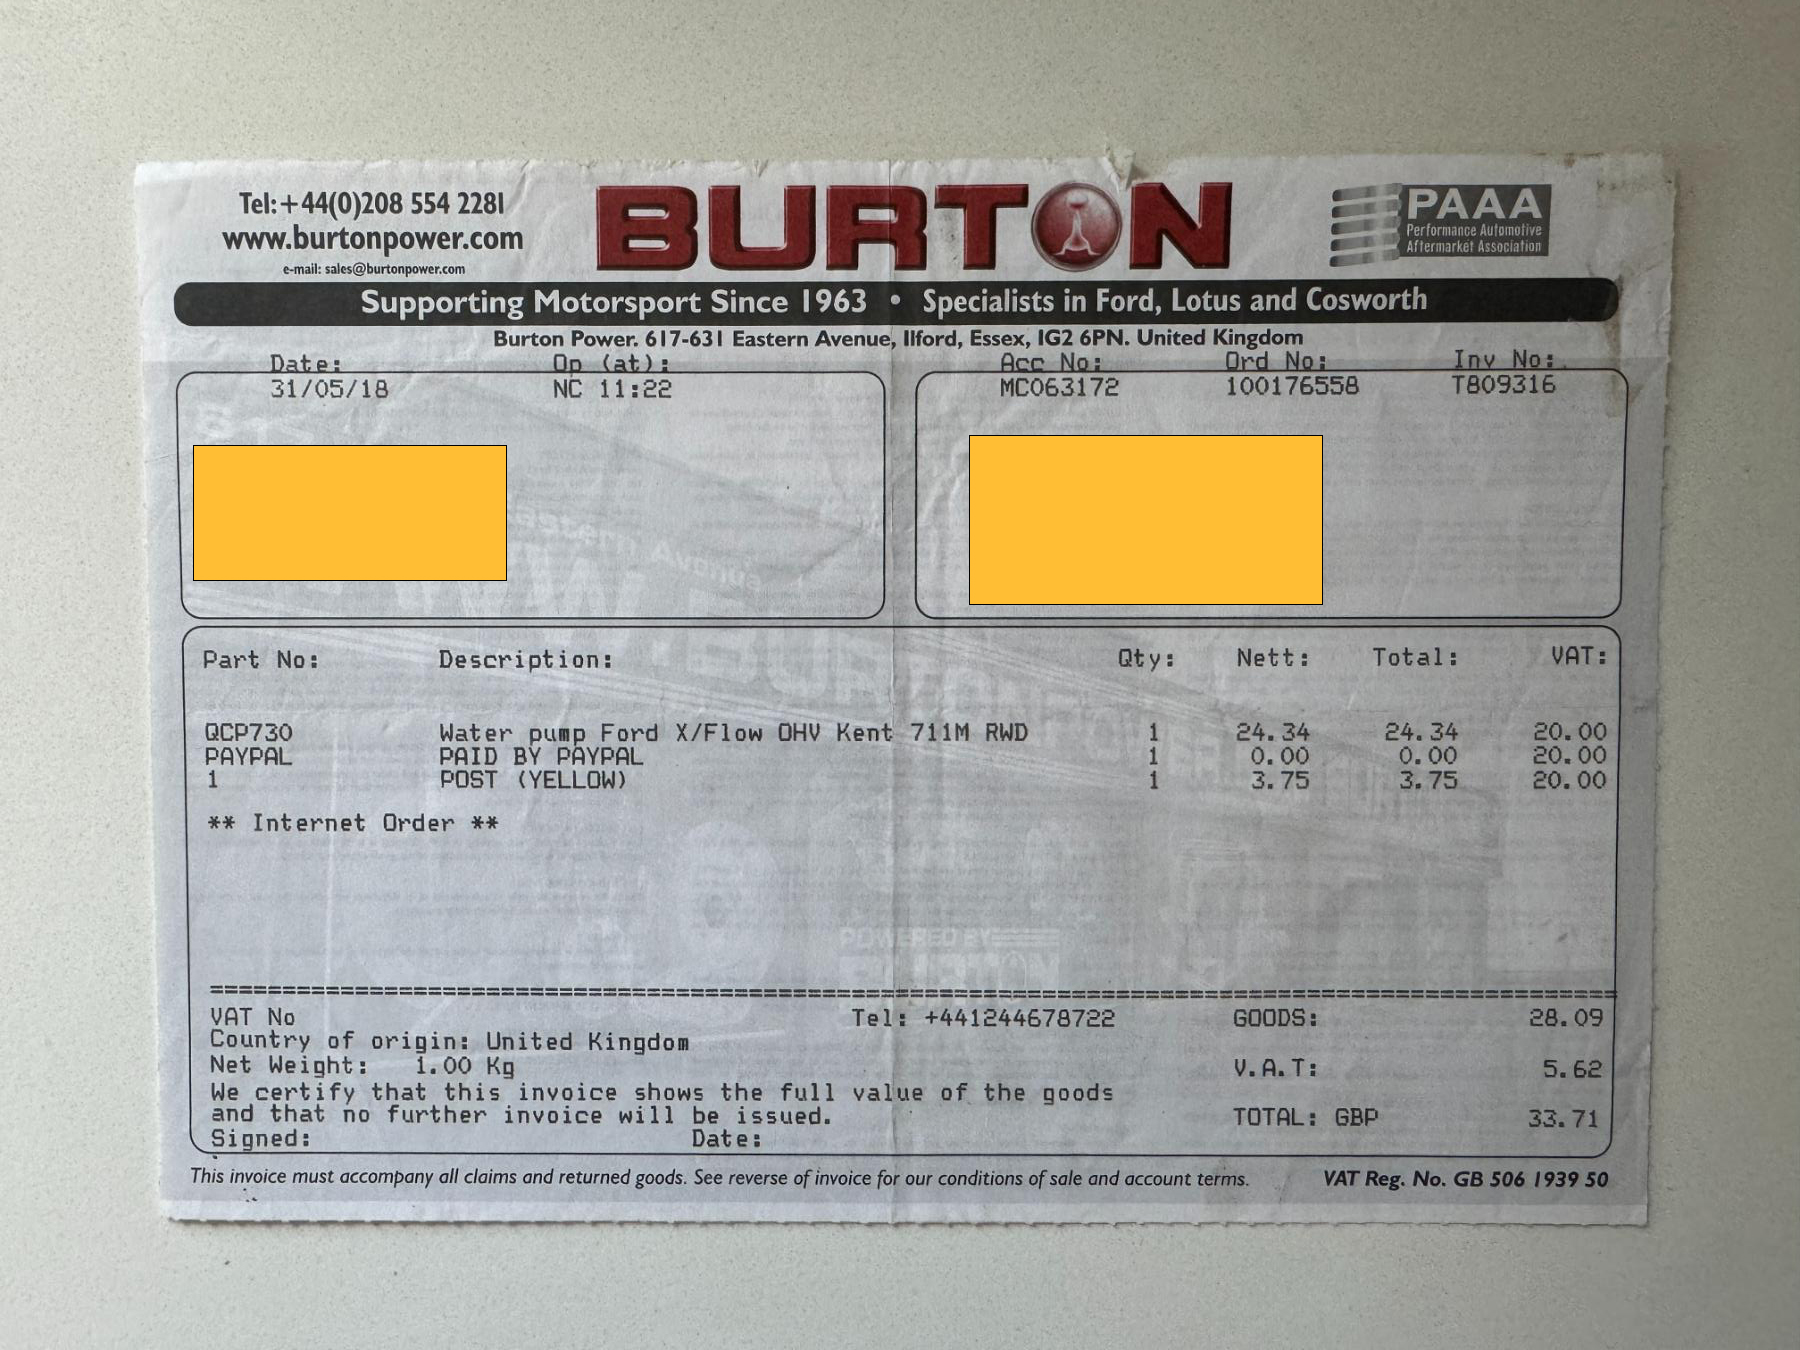 Tel:+44(0)208 554 2281
www.burtonpower.com
e-mail: sales@burtonpower.com
BURTON
PAAA
Performance Automotive
Aftermarket Association
Supporting Motorsport Since 1963 • Specialists in Ford, Lotus and Cosworth
Burton Power. 617-631 Eastern Avenue, Ilford, Essex, IG2 6PN. United Kingdom
Date: Op (at): Acc No: Ord No: Inv No:
31/05/18 NC 11:22 MC063172 100176558 T809316
Part No: Description: Qty: Nett: Total: VAT:
QCP730 Water pump Ford X/Flow OHV Kent 711M RWD 1 24.34 24.34 20.00
PAYPAL PAID BY PAYPAL 1 0.00 0.00 20.00
1 POST (YELLOW) 1 3.75 3.75 20.00
** Internet Order **
POWERED BY
VAT No Tel: +441244678722 GOODS: 28.09
Country of origin: United Kingdom
Net Weight: 1.00 Kg V.A.T: 5.62
We certify that this invoice shows the full value of the goods
and that no further invoice will be issued. TOTAL: GBP 33.71
Signed: Date:
This invoice must accompany all claims and returned goods. See reverse of invoice for our conditions of sale and account terms. VAT Reg. No. GB 506 1939 50